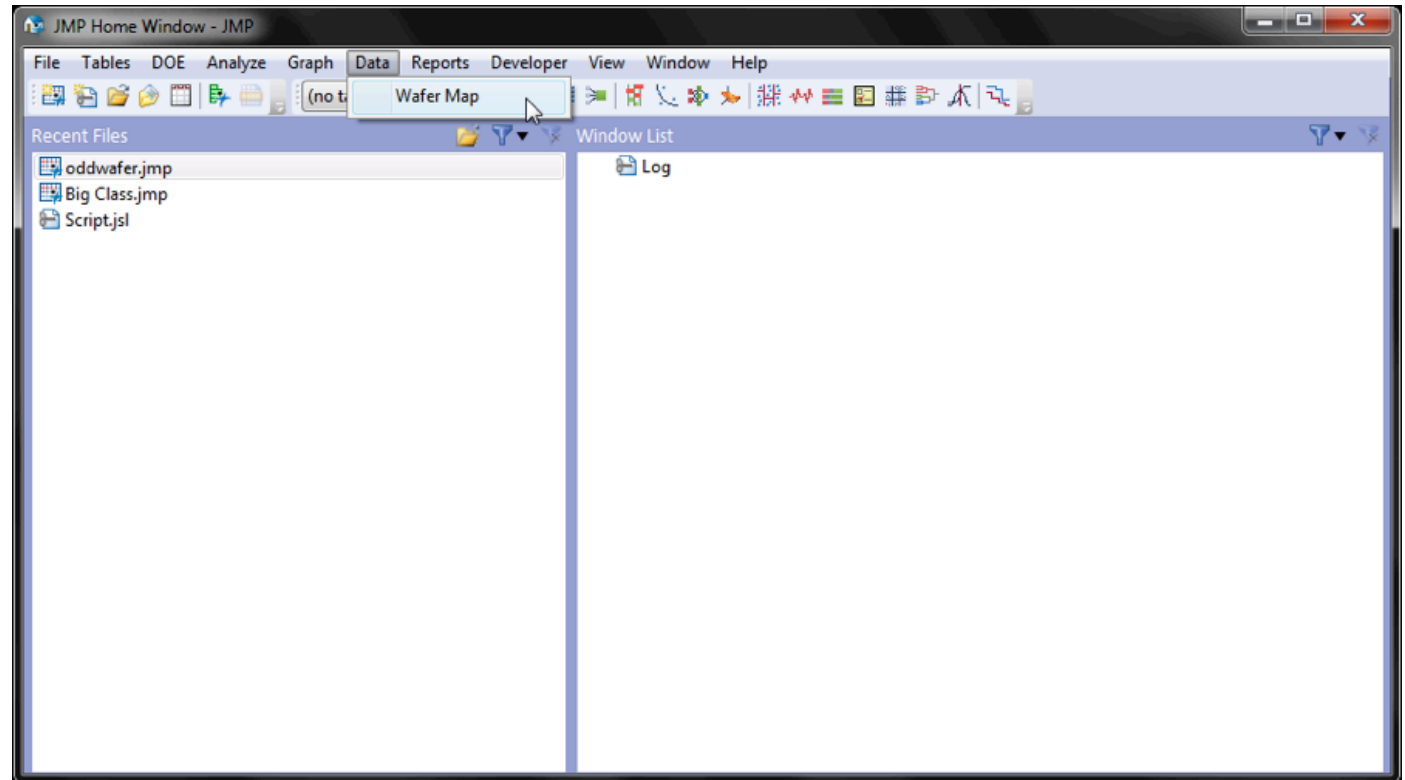 JMP Home Window - JMP
File Tables DOE Analyze Graph Data Reports Developer View Window Help
(no t
Wafer Map
Recent Files
Window List
oddwafer.jmp
Log
Big Class.jmp
Script.jsl